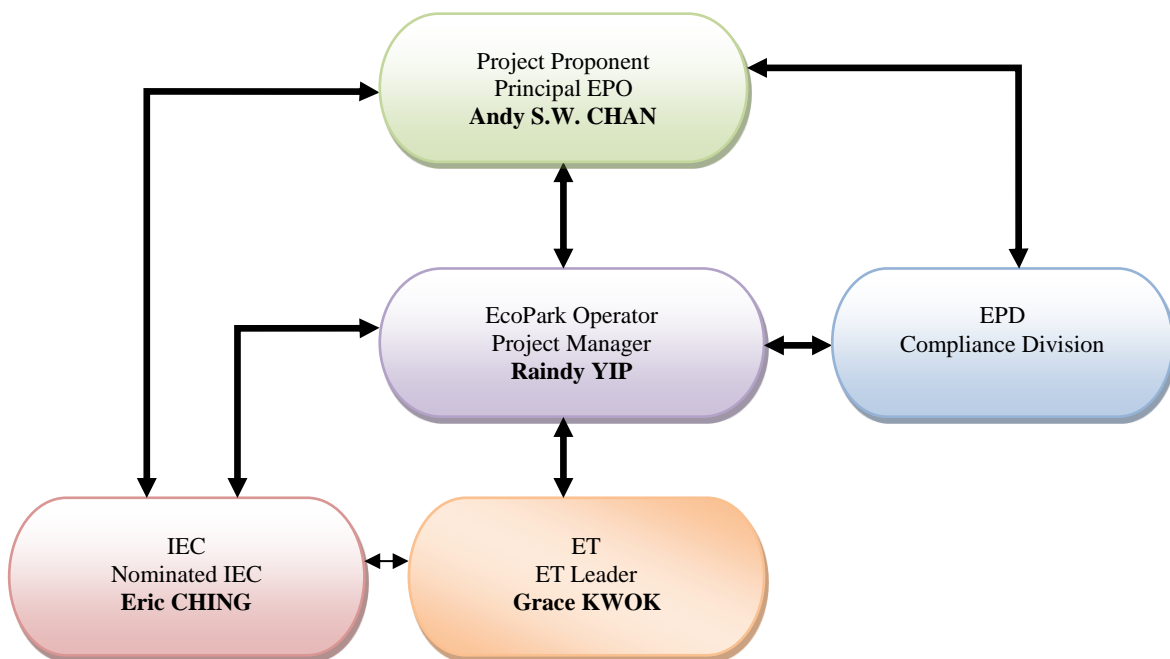 Project Proponent
Principal EPO
Andy S.W. CHAN
EcoPark Operator
Project Manager
Raindy YIP
EPD
Compliance Division
IEC
Nominated IEC
Eric CHING
ET
ET Leader
Grace KWOK